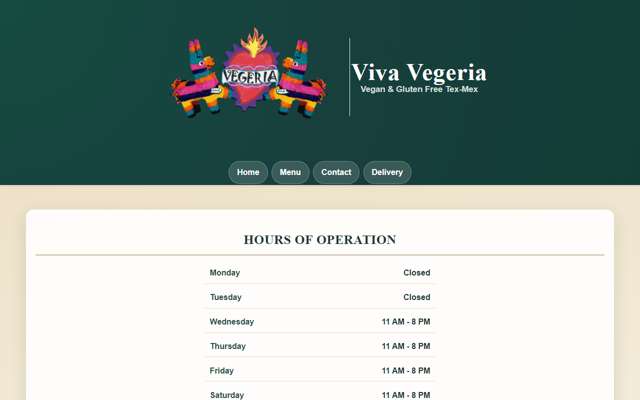 VEGERIA
Viva Vegeria
Vegan & Gluten Free Tex-Mex
Home Menu Contact Delivery
HOURS OF OPERATION
Monday Closed
Tuesday Closed
Wednesday 11 AM - 8 PM
Thursday 11 AM - 8 PM
Friday 11 AM - 8 PM
Saturday 11 AM - 8 PM